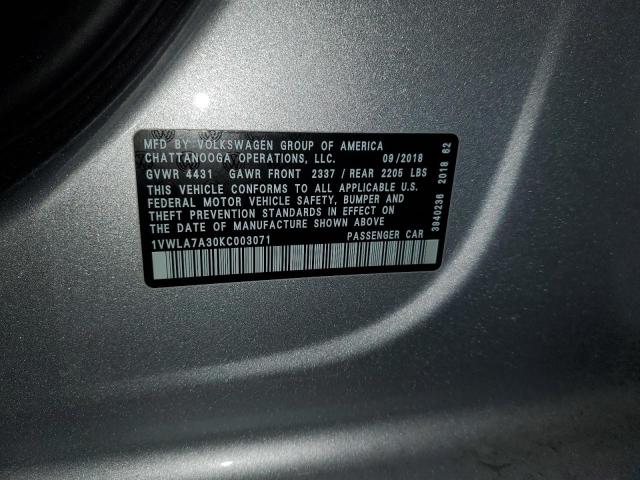 MFD BY VOLKSWAGEN GROUP OF AMERICA
CHATTANOOGA OPERATIONS, LLC. 09/2018
GVWR 4431 GAWR FRONT 2337 / REAR 2205 LBS
THIS VEHICLE CONFORMS TO ALL APPLICABLE U.S.
FEDERAL MOTOR VEHICLE SAFETY, BUMPER AND
THEFT PREVENTION STANDARDS IN EFFECT ON
THE DATE OF MANUFACTURE SHOWN ABOVE
1VWLA7A30KC003071 PASSENGER CAR
3940236 2018 62